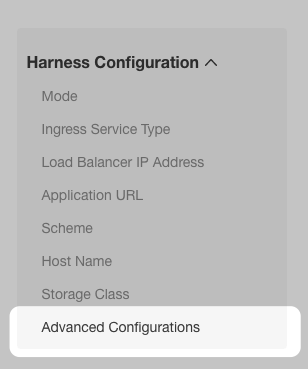 Harness Configuration
Mode
Ingress Service Type
Load Balancer IP Address
Application URL
Scheme
Host Name
Storage Class
Advanced Configurations